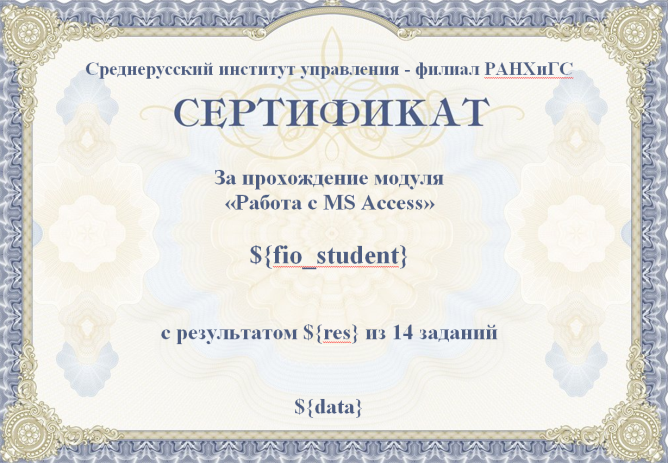 Среднерусский институт управления - филиал РАНХиГС
СЕРТИФИКАТ
За прохождение модуля
«Работа с MS Access»
${fio_student}
с результатом ${res} из 14 заданий
${data}